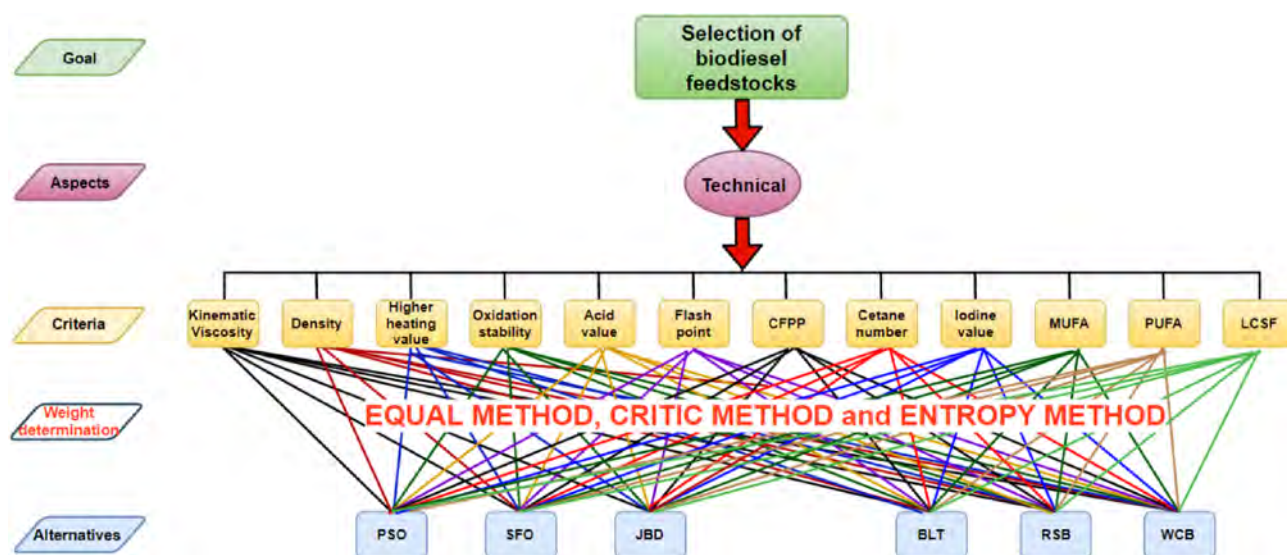 Goal
Selection of
biodiesel
feedstocks
Aspects
Technical
Criteria
Kinematic
Viscosity
Density
Higher
heating
value
Oxidation
stability
Acid
value
Flash
point
CFPP
Cetane
number
Iodine
value
MUFA
PUFA
LCSF
Weight
determination
EQUAL METHOD, CRITIC METHOD and ENTROPY METHOD
Alternatives
PSO
SFO
JBD
BLT
RSB
WCB